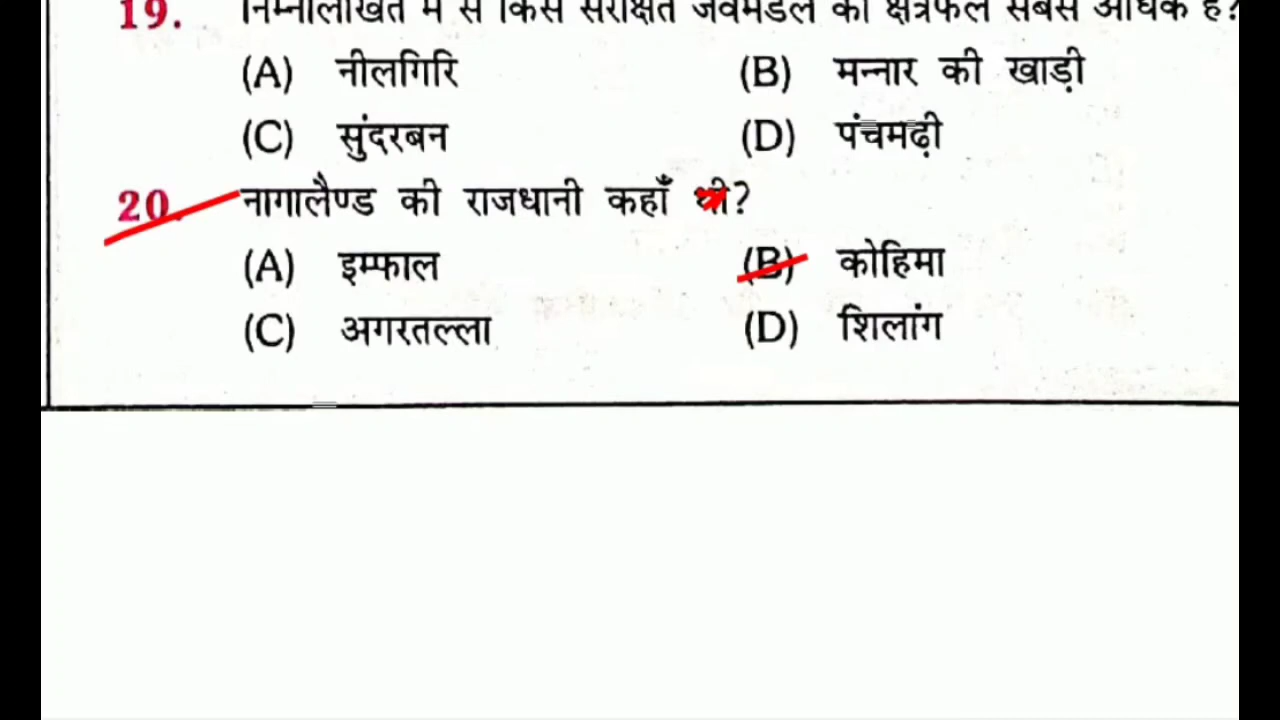 19. निम्नलिखित में से किस संरक्षित जैवमंडल का क्षेत्रफल सबसे अधिक है?
(A) नीलगिरि (B) मन्नार की खाड़ी
(C) सुंदरबन (D) पंचमढ़ी
20. नागालैण्ड की राजधानी कहाँ थी?
(A) इम्फाल (B) कोहिमा
(C) अगरतल्ला (D) शिलांग